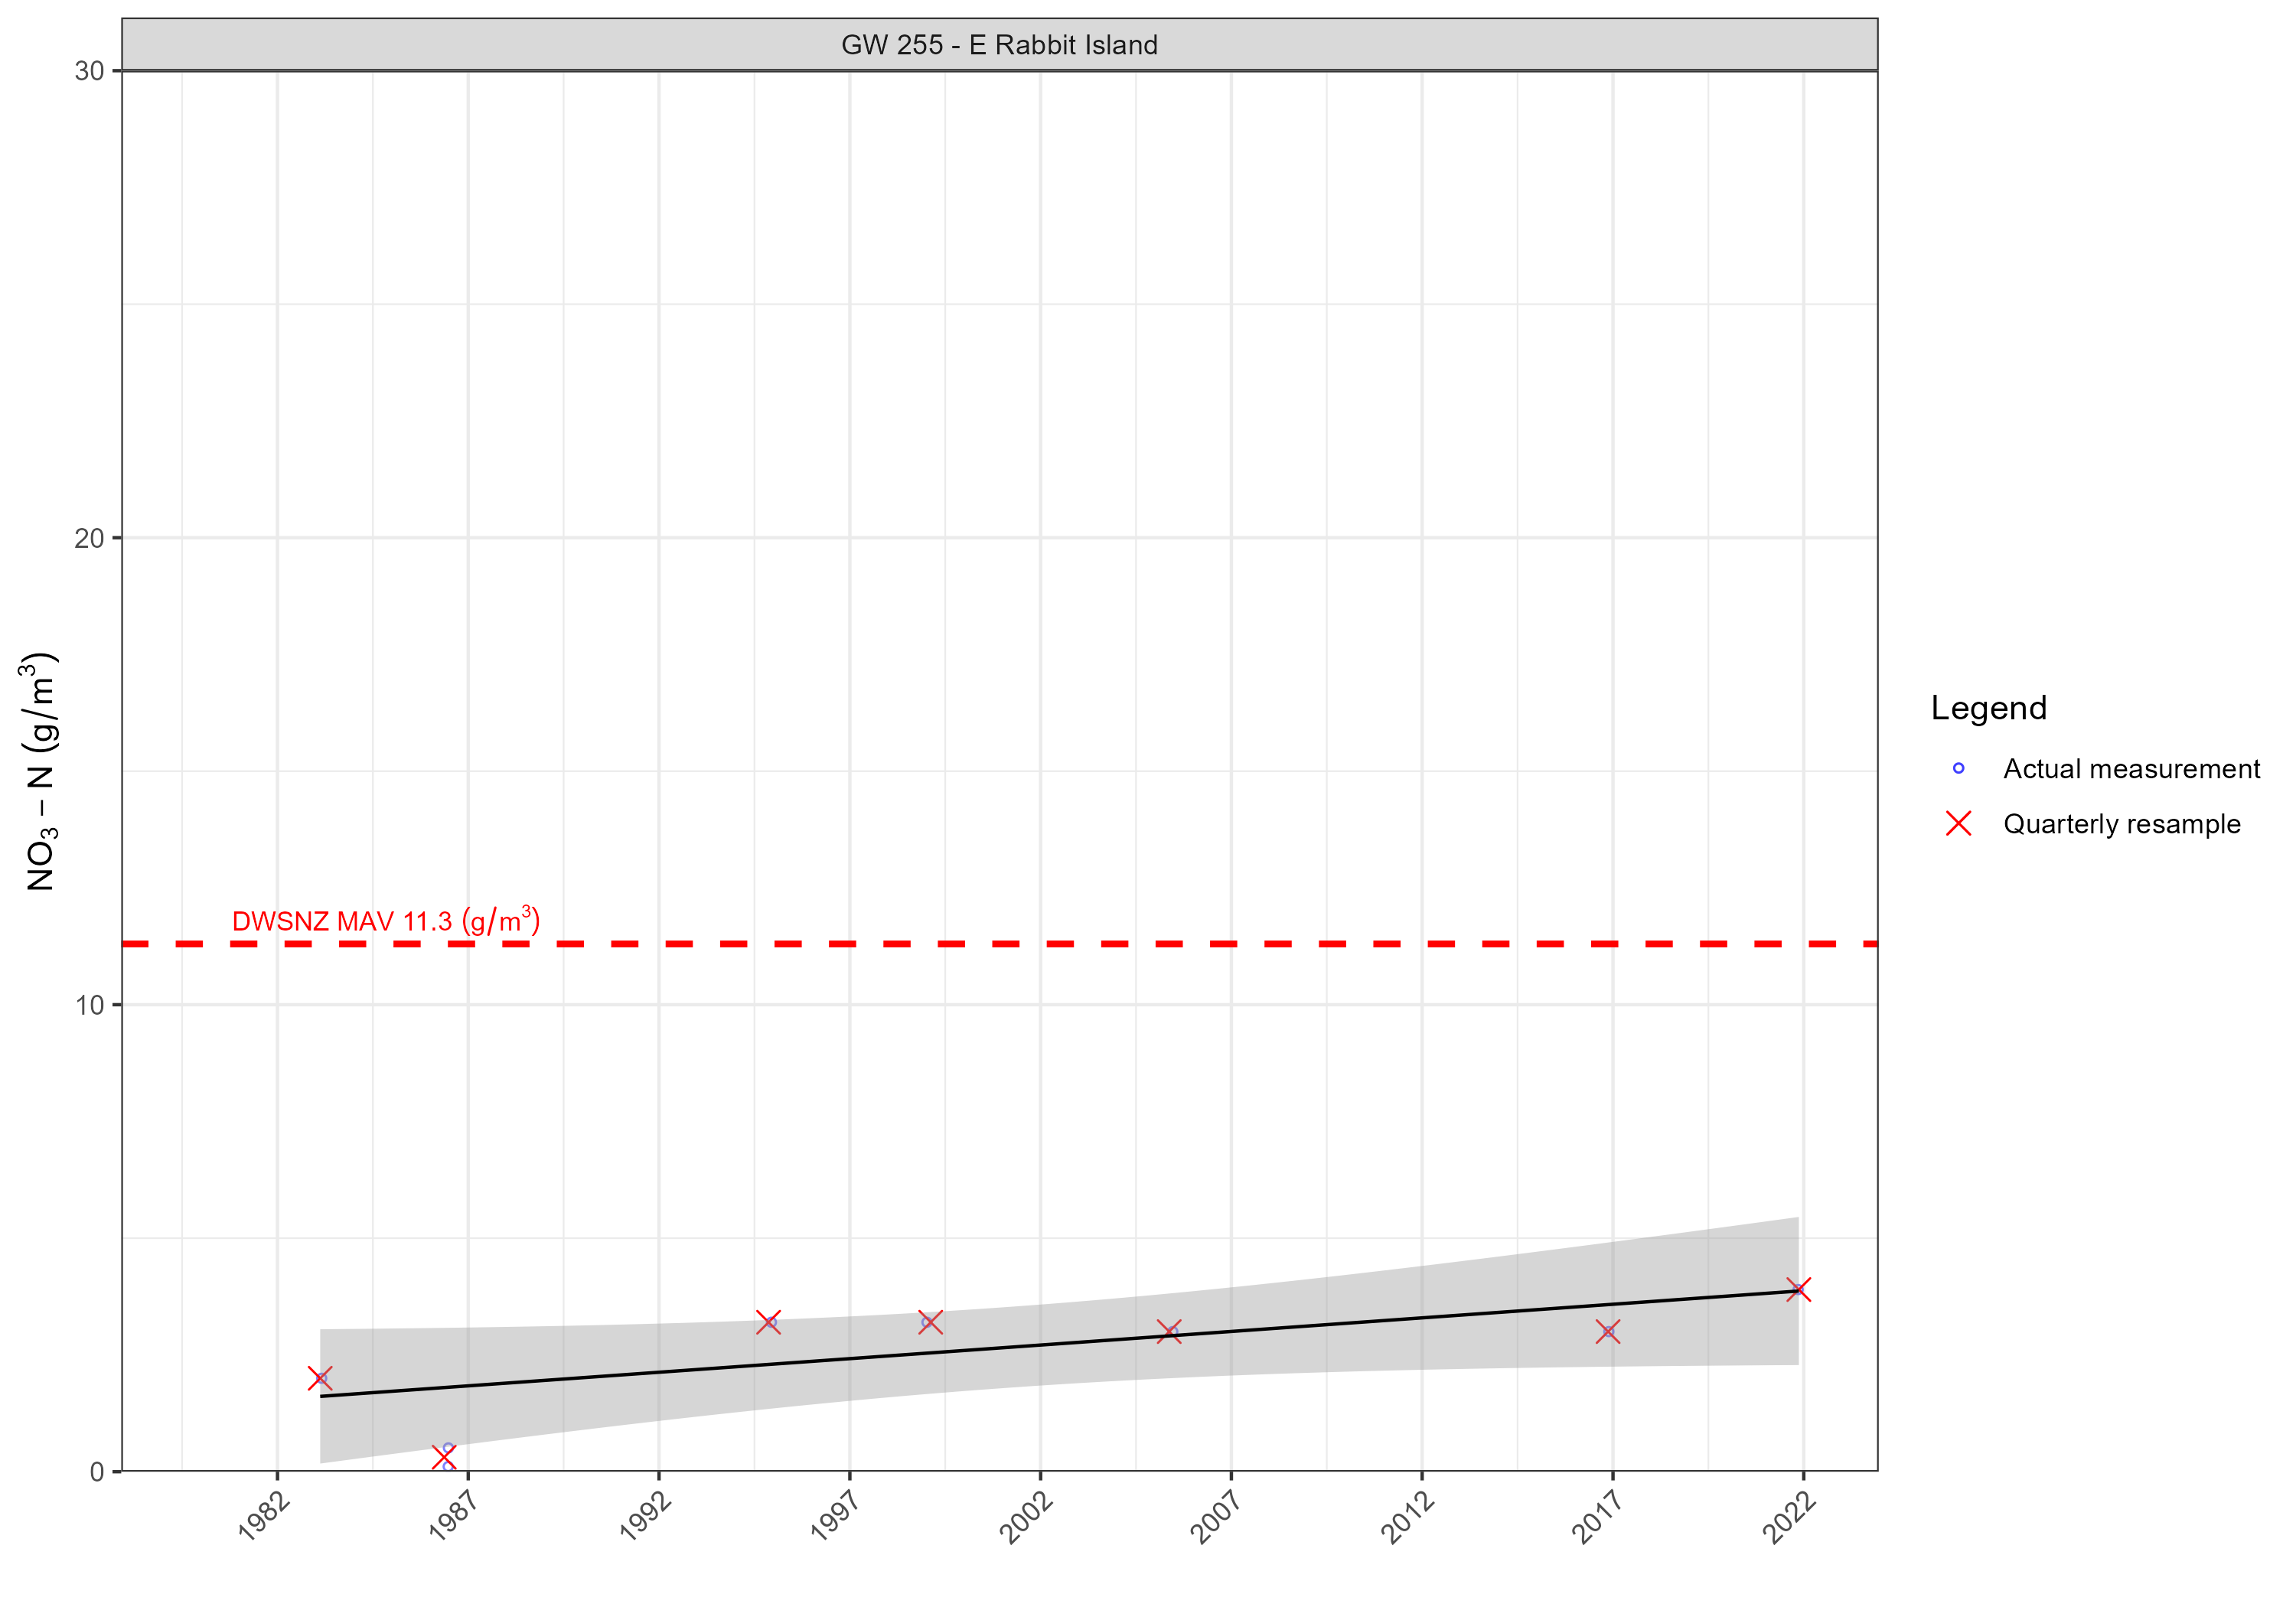 GW 255 - E Rabbit Island
30
20
10
0
NO₃ – N (g/m³)
DWSNZ MAV 11.3 (g/m³)
1982
1987
1992
1997
2002
2007
2012
2017
2022
Legend
Actual measurement
Quarterly resample